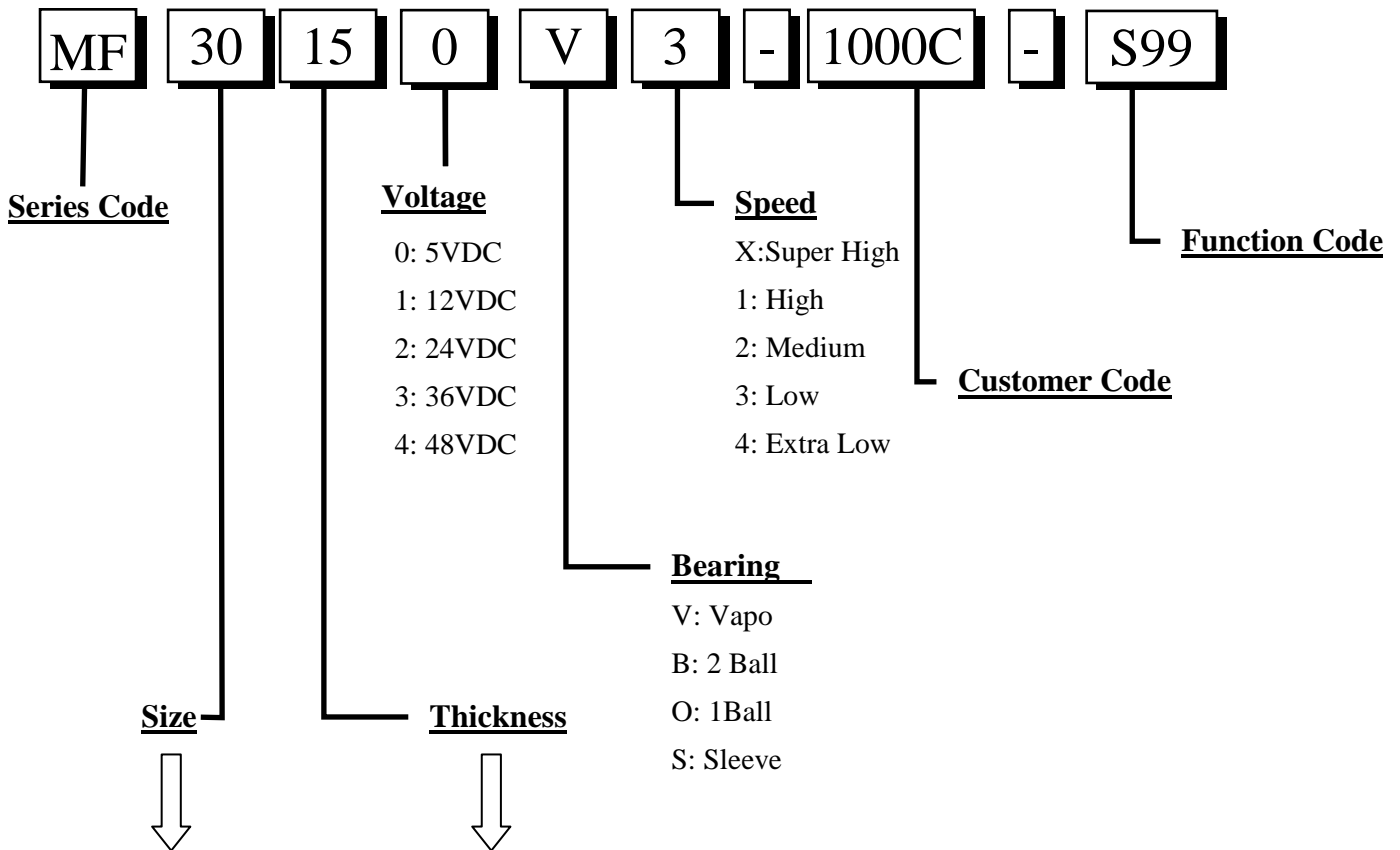 MF 30 15 0 V 3 - 1000C - S99
Series Code
Voltage
0: 5VDC
1: 12VDC
2: 24VDC
3: 36VDC
4: 48VDC
Speed
X:Super High
1: High
2: Medium
3: Low
4: Extra Low
Function Code
Customer Code
Bearing
V: Vapo
B: 2 Ball
O: 1Ball
S: Sleeve
Size
Thickness